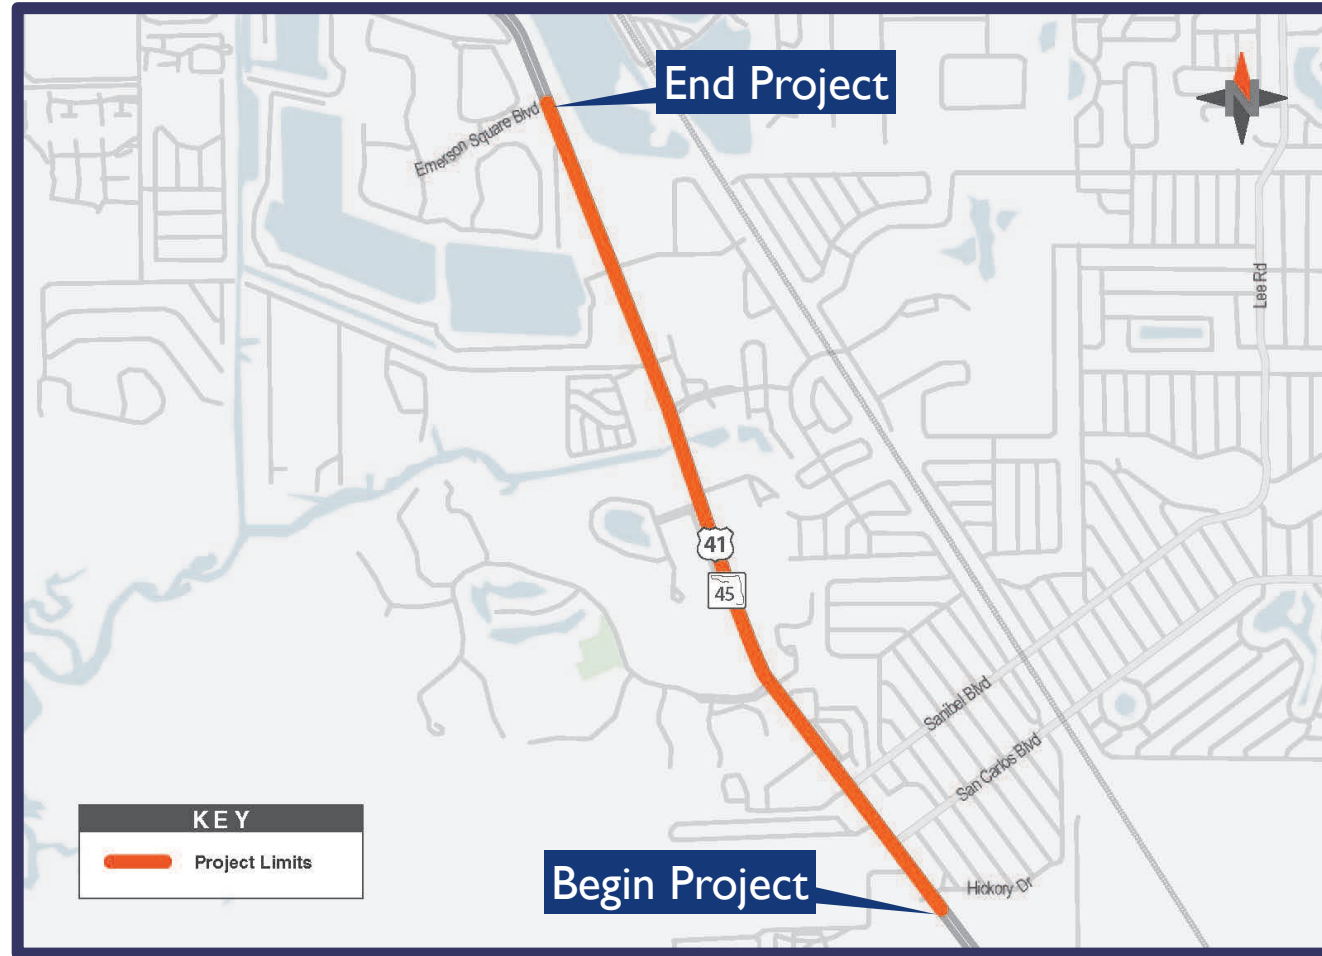 End Project
Emerson Square Blvd
N
Lee Rd
41
45
Sanibel Blvd
San Carlos Blvd
KEY
Project Limits
Begin Project
Hickory Dr